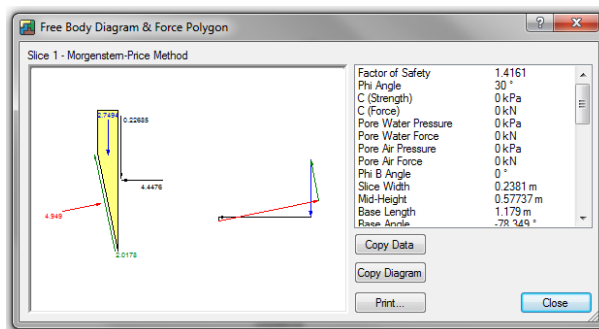 Free Body Diagram & Force Polygon
Slice 1 - Morgenstern-Price Method
2.7494
0.22685
4.4476
4.949
2.0178
Factor of Safety 1.4161
Phi Angle 30 °
C (Strength) 0 kPa
C (Force) 0 kN
Pore Water Pressure 0 kPa
Pore Water Force 0 kN
Pore Air Pressure 0 kPa
Pore Air Force 0 kN
Phi B Angle 0 °
Slice Width 0.2381 m
Mid-Height 0.57737 m
Base Length 1.179 m
Base Angle -78.349 °
Copy Data
Copy Diagram
Print...
Close